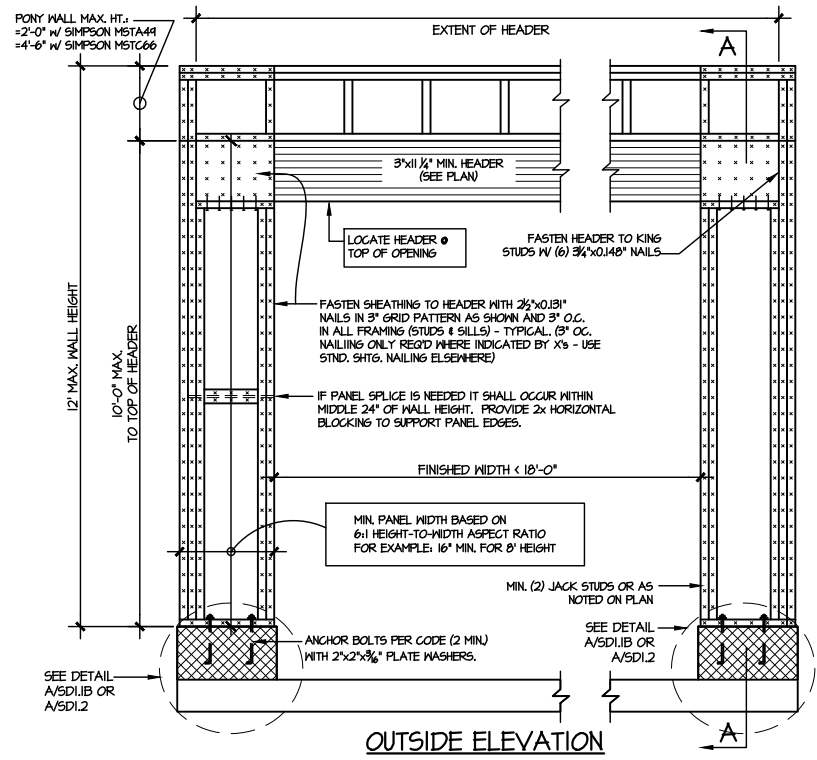 PONY WALL MAX. HT.:
=2'-0" W/ SIMPSON MSTA49
=4'-6" W/ SIMPSON MSTC66
EXTENT OF HEADER
A
3"x11 1/4" MIN. HEADER
(SEE PLAN)
LOCATE HEADER @
TOP OF OPENING
FASTEN HEADER TO KING
STUDS W/ (6) 3 1/4"x0.148" NAILS
12' MAX. WALL HEIGHT
10'-0" MAX.
TO TOP OF HEADER
FASTEN SHEATHING TO HEADER WITH 2 1/2"x0.131"
NAILS IN 3" GRID PATTERN AS SHOWN AND 3" O.C.
IN ALL FRAMING (STUDS & SILLS) - TYPICAL. (3" OC.
NAILIING ONLY REQ'D WHERE INDICATED BY X's - USE
STND. SHTG. NAILING ELSEWHERE)
IF PANEL SPLICE IS NEEDED IT SHALL OCCUR WITHIN
MIDDLE 24" OF WALL HEIGHT. PROVIDE 2x HORIZONTAL
BLOCKING TO SUPPORT PANEL EDGES.
FINISHED WIDTH < 18'-0"
MIN. PANEL WIDTH BASED ON
6:1 HEIGHT-TO-WIDTH ASPECT RATIO
FOR EXAMPLE: 16" MIN. FOR 8' HEIGHT
MIN. (2) JACK STUDS OR AS
NOTED ON PLAN
ANCHOR BOLTS PER CODE (2 MIN.)
WITH 2"x2"x3/16" PLATE WASHERS.
SEE DETAIL
A/SD1.1B OR
A/SD1.2
SEE DETAIL
A/SD1.1B OR
A/SD1.2
A
OUTSIDE ELEVATION